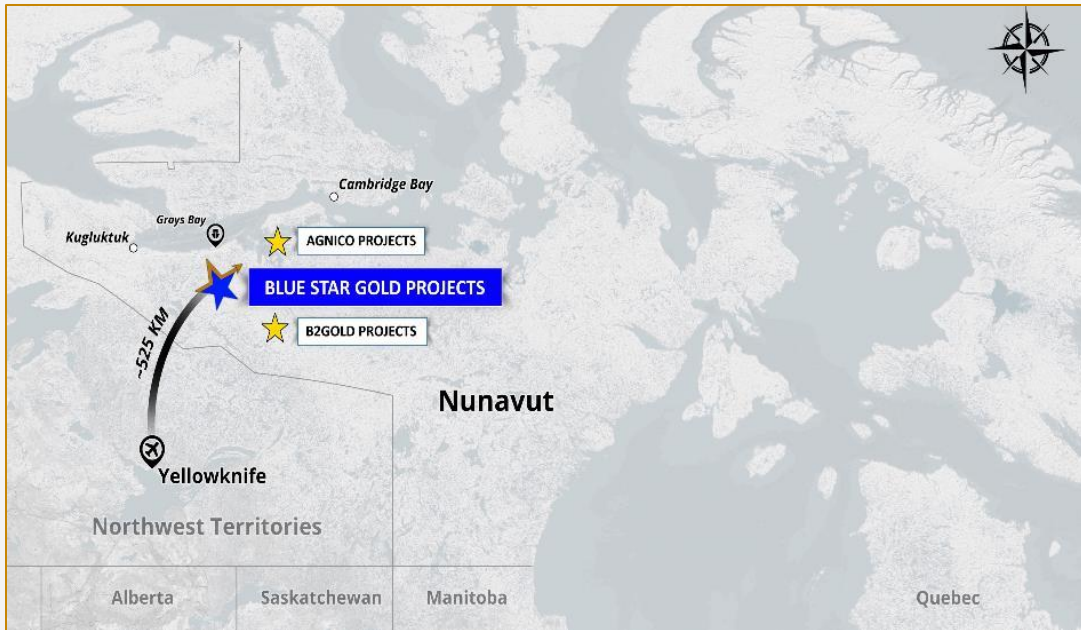 Cambridge Bay
Grays Bay
Kugluktuk
AGNICO PROJECTS
BLUE STAR GOLD PROJECTS
B2GOLD PROJECTS
~525 KM
Nunavut
Yellowknife
Northwest Territories
Alberta
Saskatchewan
Manitoba
Quebec